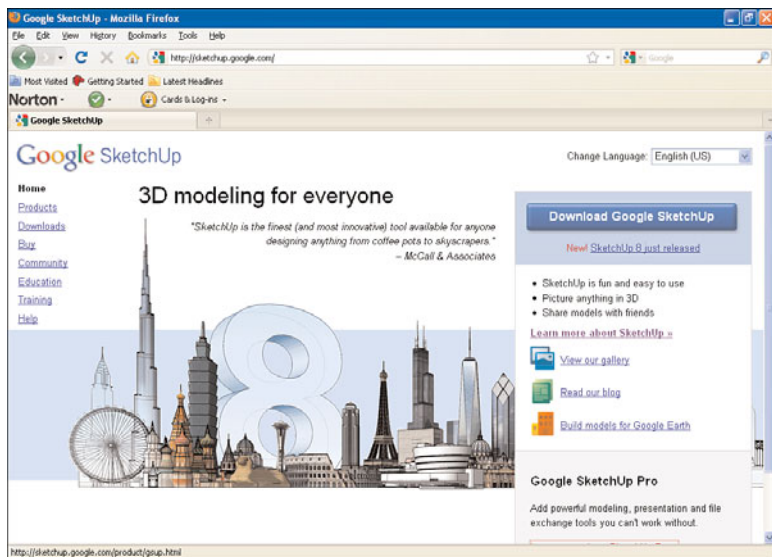 Google SketchUp - Mozilla Firefox
File Edit View History Bookmarks Tools Help
http://sketchup.google.com/
Google
Most Visited Getting Started Latest Headlines
Norton Cards & Log-ins
Google SketchUp
Google SketchUp
Change Language: English (US)
Home
Products
Downloads
Buy
Community
Education
Training
Help
3D modeling for everyone
"SketchUp is the finest (and most innovative) tool available for anyone
designing anything from coffee pots to skyscrapers."
– McCall & Associates
8
Download Google SketchUp
New! SketchUp 8 just released
• SketchUp is fun and easy to use
• Picture anything in 3D
• Share models with friends
Learn more about SketchUp »
View our gallery
Read our blog
Build models for Google Earth
Google SketchUp Pro
Add powerful modeling, presentation and file
exchange tools you can't work without.
http://sketchup.google.com/product/gsup.html